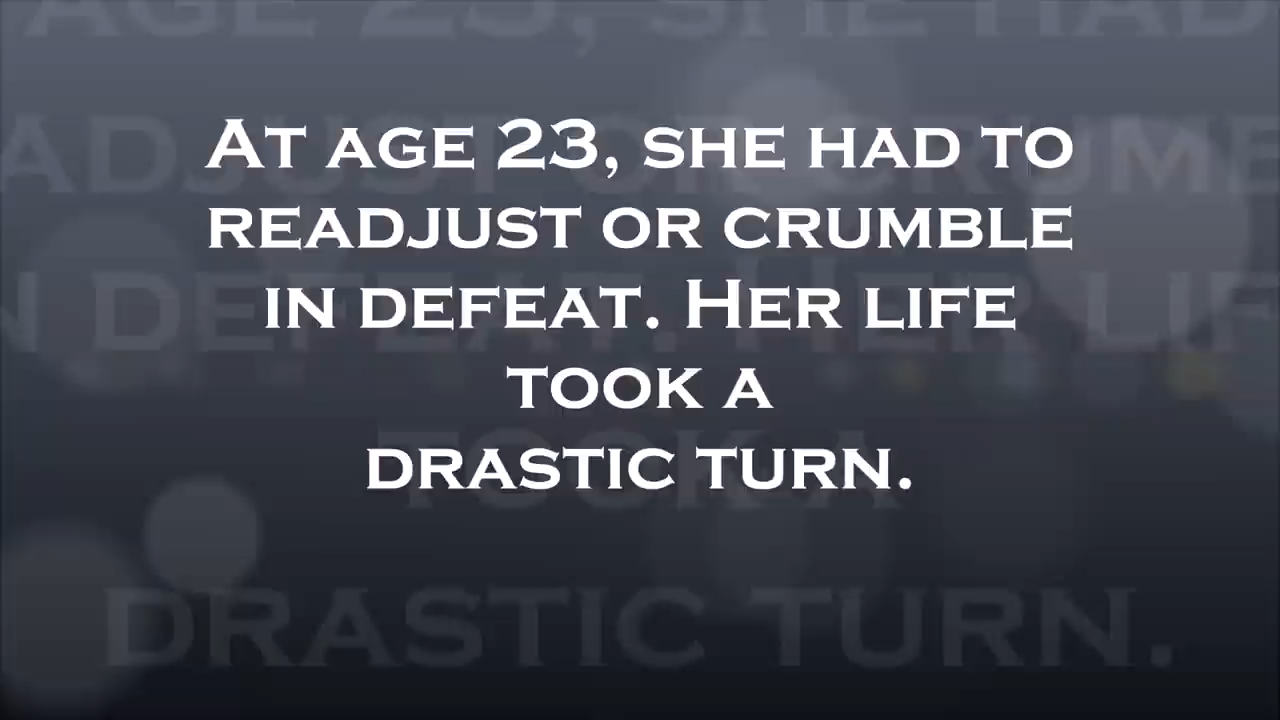 At age 23, she had to
readjust or crumble
in defeat. Her life
took a
drastic turn.